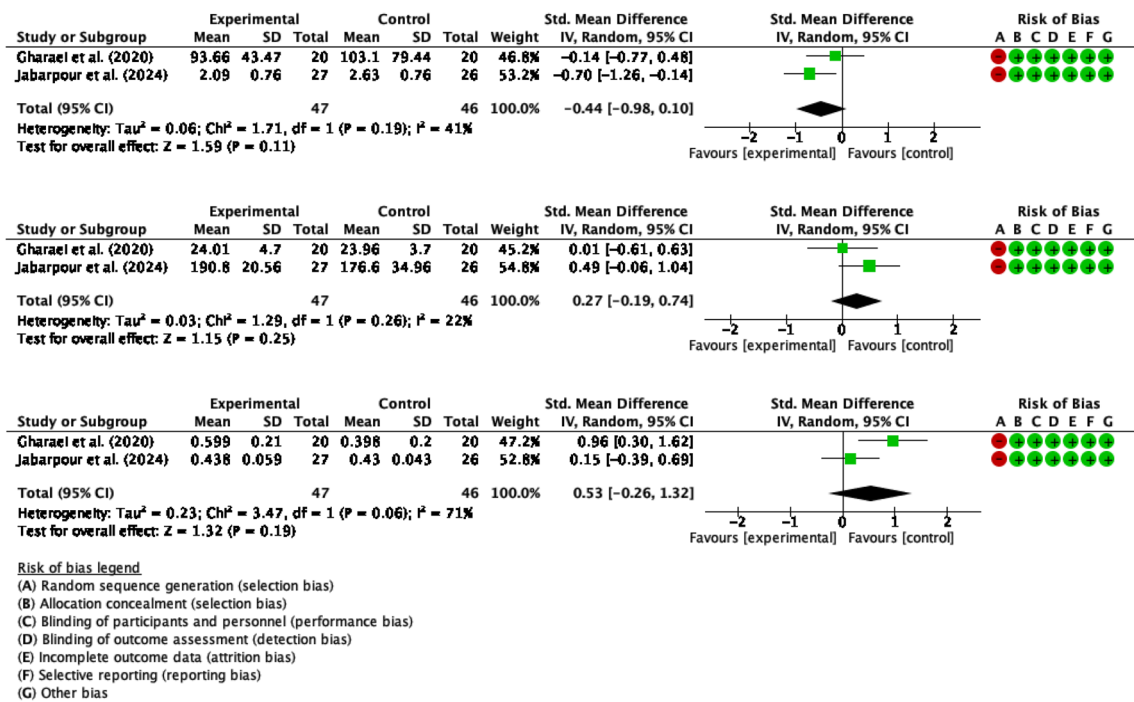 Experimental Control Std. Mean Difference Std. Mean Difference Risk of Bias
Study or Subgroup Mean SD Total Mean SD Total Weight IV, Random, 95% CI IV, Random, 95% CI A B C D E F G
Gharaei et al. (2020) 93.66 43.47 20 103.1 79.44 20 46.8% −0.14 [−0.77, 0.48] - + + + + + +
Jabarpour et al. (2024) 2.09 0.76 27 2.63 0.76 26 53.2% −0.70 [−1.26, −0.14] - + + + + + +
Total (95% CI) 47 46 100.0% −0.44 [−0.98, 0.10]
Heterogeneity: Tau² = 0.06; Chi² = 1.71, df = 1 (P = 0.19); I² = 41%
Test for overall effect: Z = 1.59 (P = 0.11)
−2 −1 0 1 2
Favours [experimental] Favours [control]
Experimental Control Std. Mean Difference Std. Mean Difference Risk of Bias
Study or Subgroup Mean SD Total Mean SD Total Weight IV, Random, 95% CI IV, Random, 95% CI A B C D E F G
Gharaei et al. (2020) 24.01 4.7 20 23.96 3.7 20 45.2% 0.01 [−0.61, 0.63] - + + + + + +
Jabarpour et al. (2024) 190.8 20.56 27 176.6 34.96 26 54.8% 0.49 [−0.06, 1.04] - + + + + + +
Total (95% CI) 47 46 100.0% 0.27 [−0.19, 0.74]
Heterogeneity: Tau² = 0.03; Chi² = 1.29, df = 1 (P = 0.26); I² = 22%
Test for overall effect: Z = 1.15 (P = 0.25)
−2 −1 0 1 2
Favours [experimental] Favours [control]
Experimental Control Std. Mean Difference Std. Mean Difference Risk of Bias
Study or Subgroup Mean SD Total Mean SD Total Weight IV, Random, 95% CI IV, Random, 95% CI A B C D E F G
Gharaei et al. (2020) 0.599 0.21 20 0.398 0.2 20 47.2% 0.96 [0.30, 1.62] - + + + + + +
Jabarpour et al. (2024) 0.438 0.059 27 0.43 0.043 26 52.8% 0.15 [−0.39, 0.69] - + + + + + +
Total (95% CI) 47 46 100.0% 0.53 [−0.26, 1.32]
Heterogeneity: Tau² = 0.23; Chi² = 3.47, df = 1 (P = 0.06); I² = 71%
Test for overall effect: Z = 1.32 (P = 0.19)
−2 −1 0 1 2
Favours [experimental] Favours [control]
Risk of bias legend
(A) Random sequence generation (selection bias)
(B) Allocation concealment (selection bias)
(C) Blinding of participants and personnel (performance bias)
(D) Blinding of outcome assessment (detection bias)
(E) Incomplete outcome data (attrition bias)
(F) Selective reporting (reporting bias)
(G) Other bias